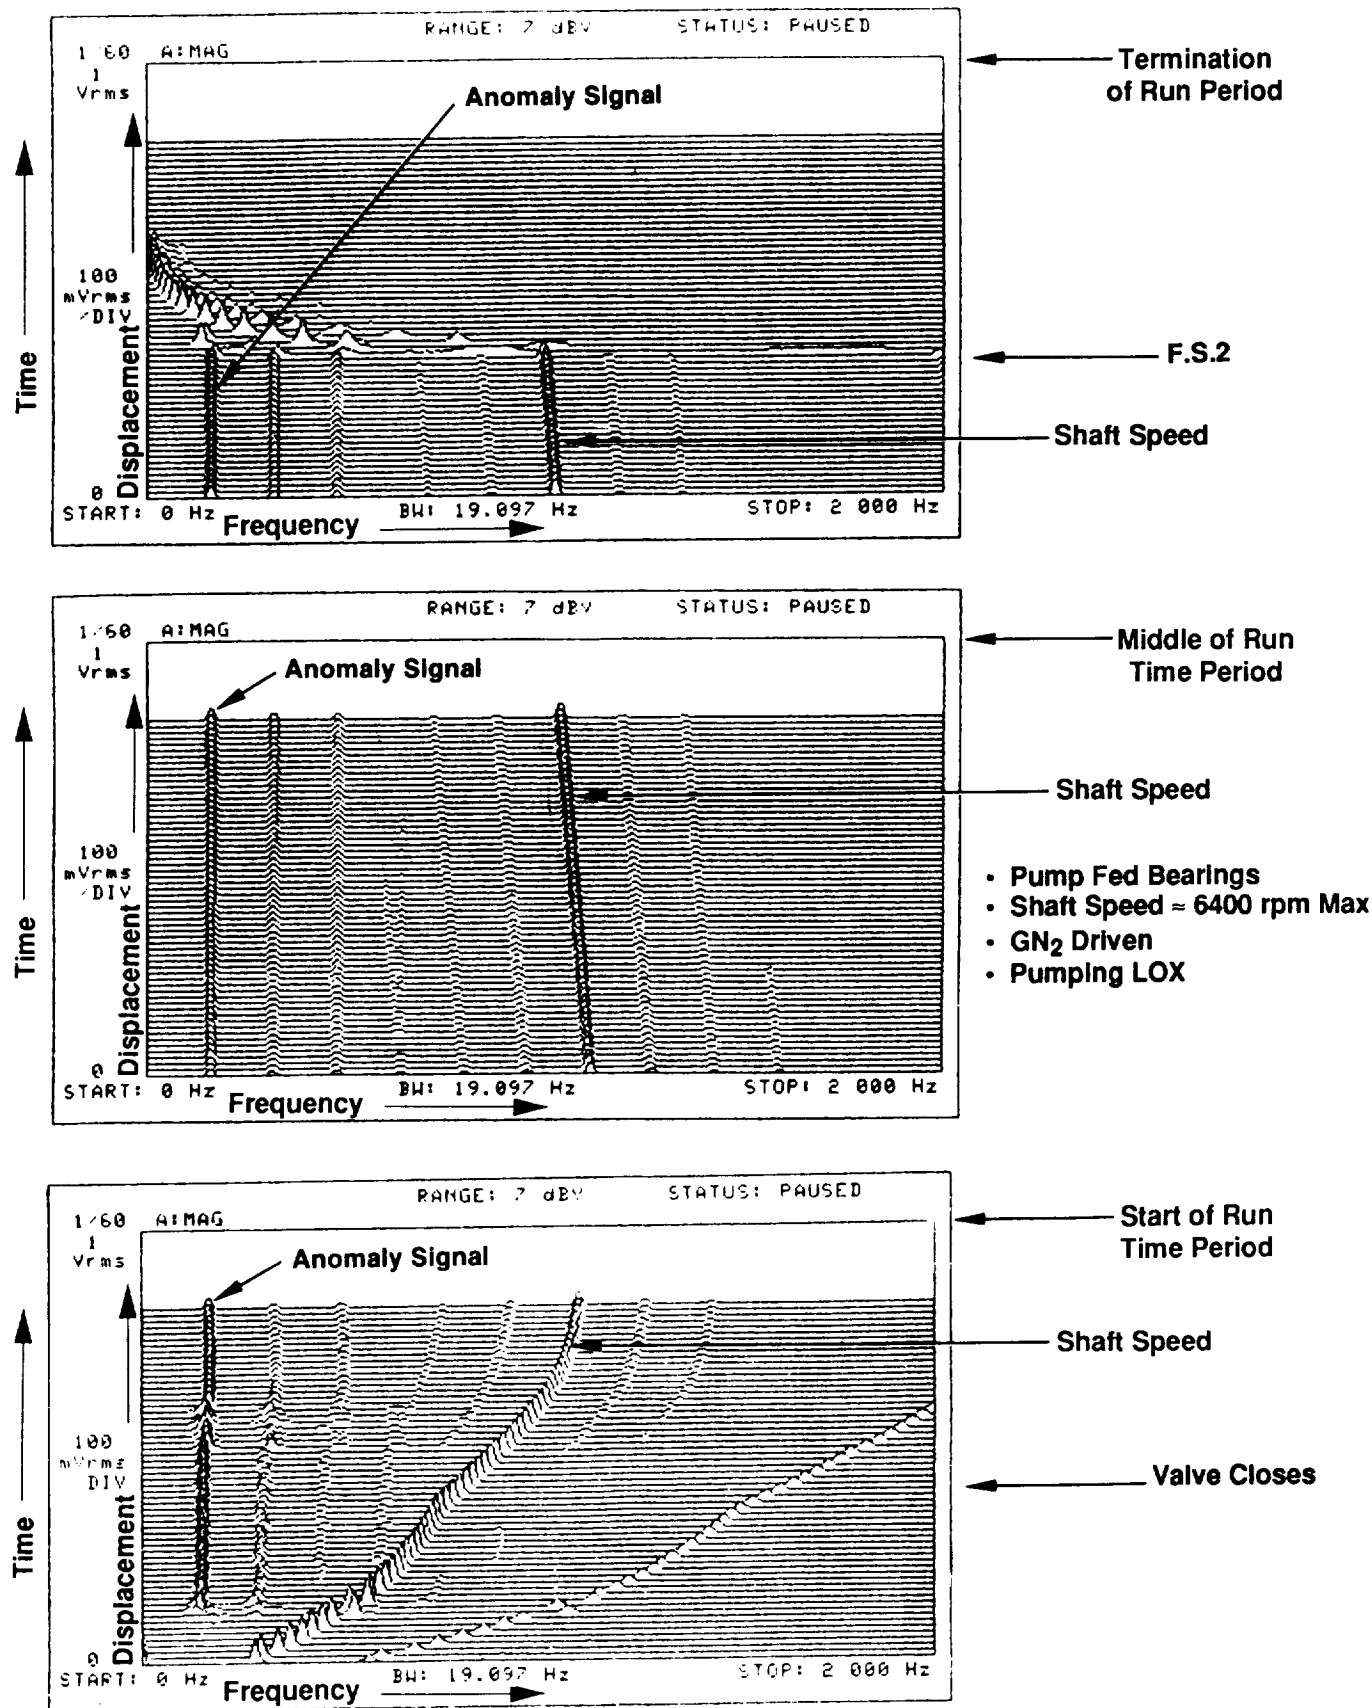 RANGE: 7 dBV STATUS: PAUSED
1/60 A:MAG
1
Vrms
Anomaly Signal
Termination
of Run Period
100
mVrms
/DIV
Time
Displacement
F.S.2
Shaft Speed
0
START: 0 Hz BW: 19.097 Hz STOP: 2 000 Hz
Frequency
RANGE: 7 dBV STATUS: PAUSED
1/60 A:MAG
1
Vrms
Anomaly Signal
Middle of Run
Time Period
Shaft Speed
100
mVrms
/DIV
Time
Displacement
• Pump Fed Bearings
• Shaft Speed ≈ 6400 rpm Max
• GN2 Driven
• Pumping LOX
0
START: 0 Hz BW: 19.097 Hz STOP: 2 000 Hz
Frequency
RANGE: 7 dBV STATUS: PAUSED
1/60 A:MAG
1
Vrms
Anomaly Signal
Start of Run
Time Period
Shaft Speed
100
mVrms
DIV
Valve Closes
Time
Displacement
0
START: 0 Hz BW: 19.097 Hz STOP: 2 000 Hz
Frequency